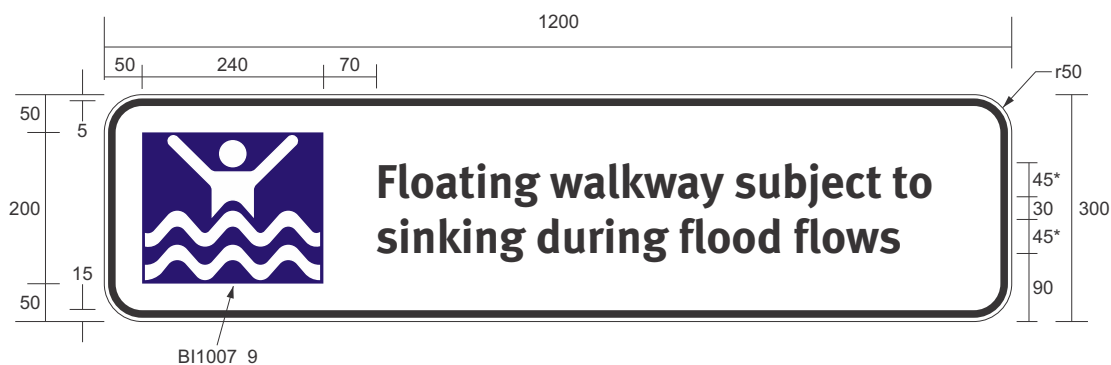 1200
50 240 70
r50
50
5
Floating walkway subject to
sinking during flood flows
45*
30
45*
200
300
15
90
50
BI1007 9